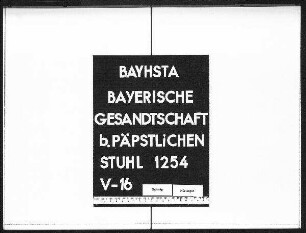 BAYHSTA
BAYERISCHE
GESANDTSCHAFT
b. PÄPSTLiCHEN
STUHL 1254
V-16